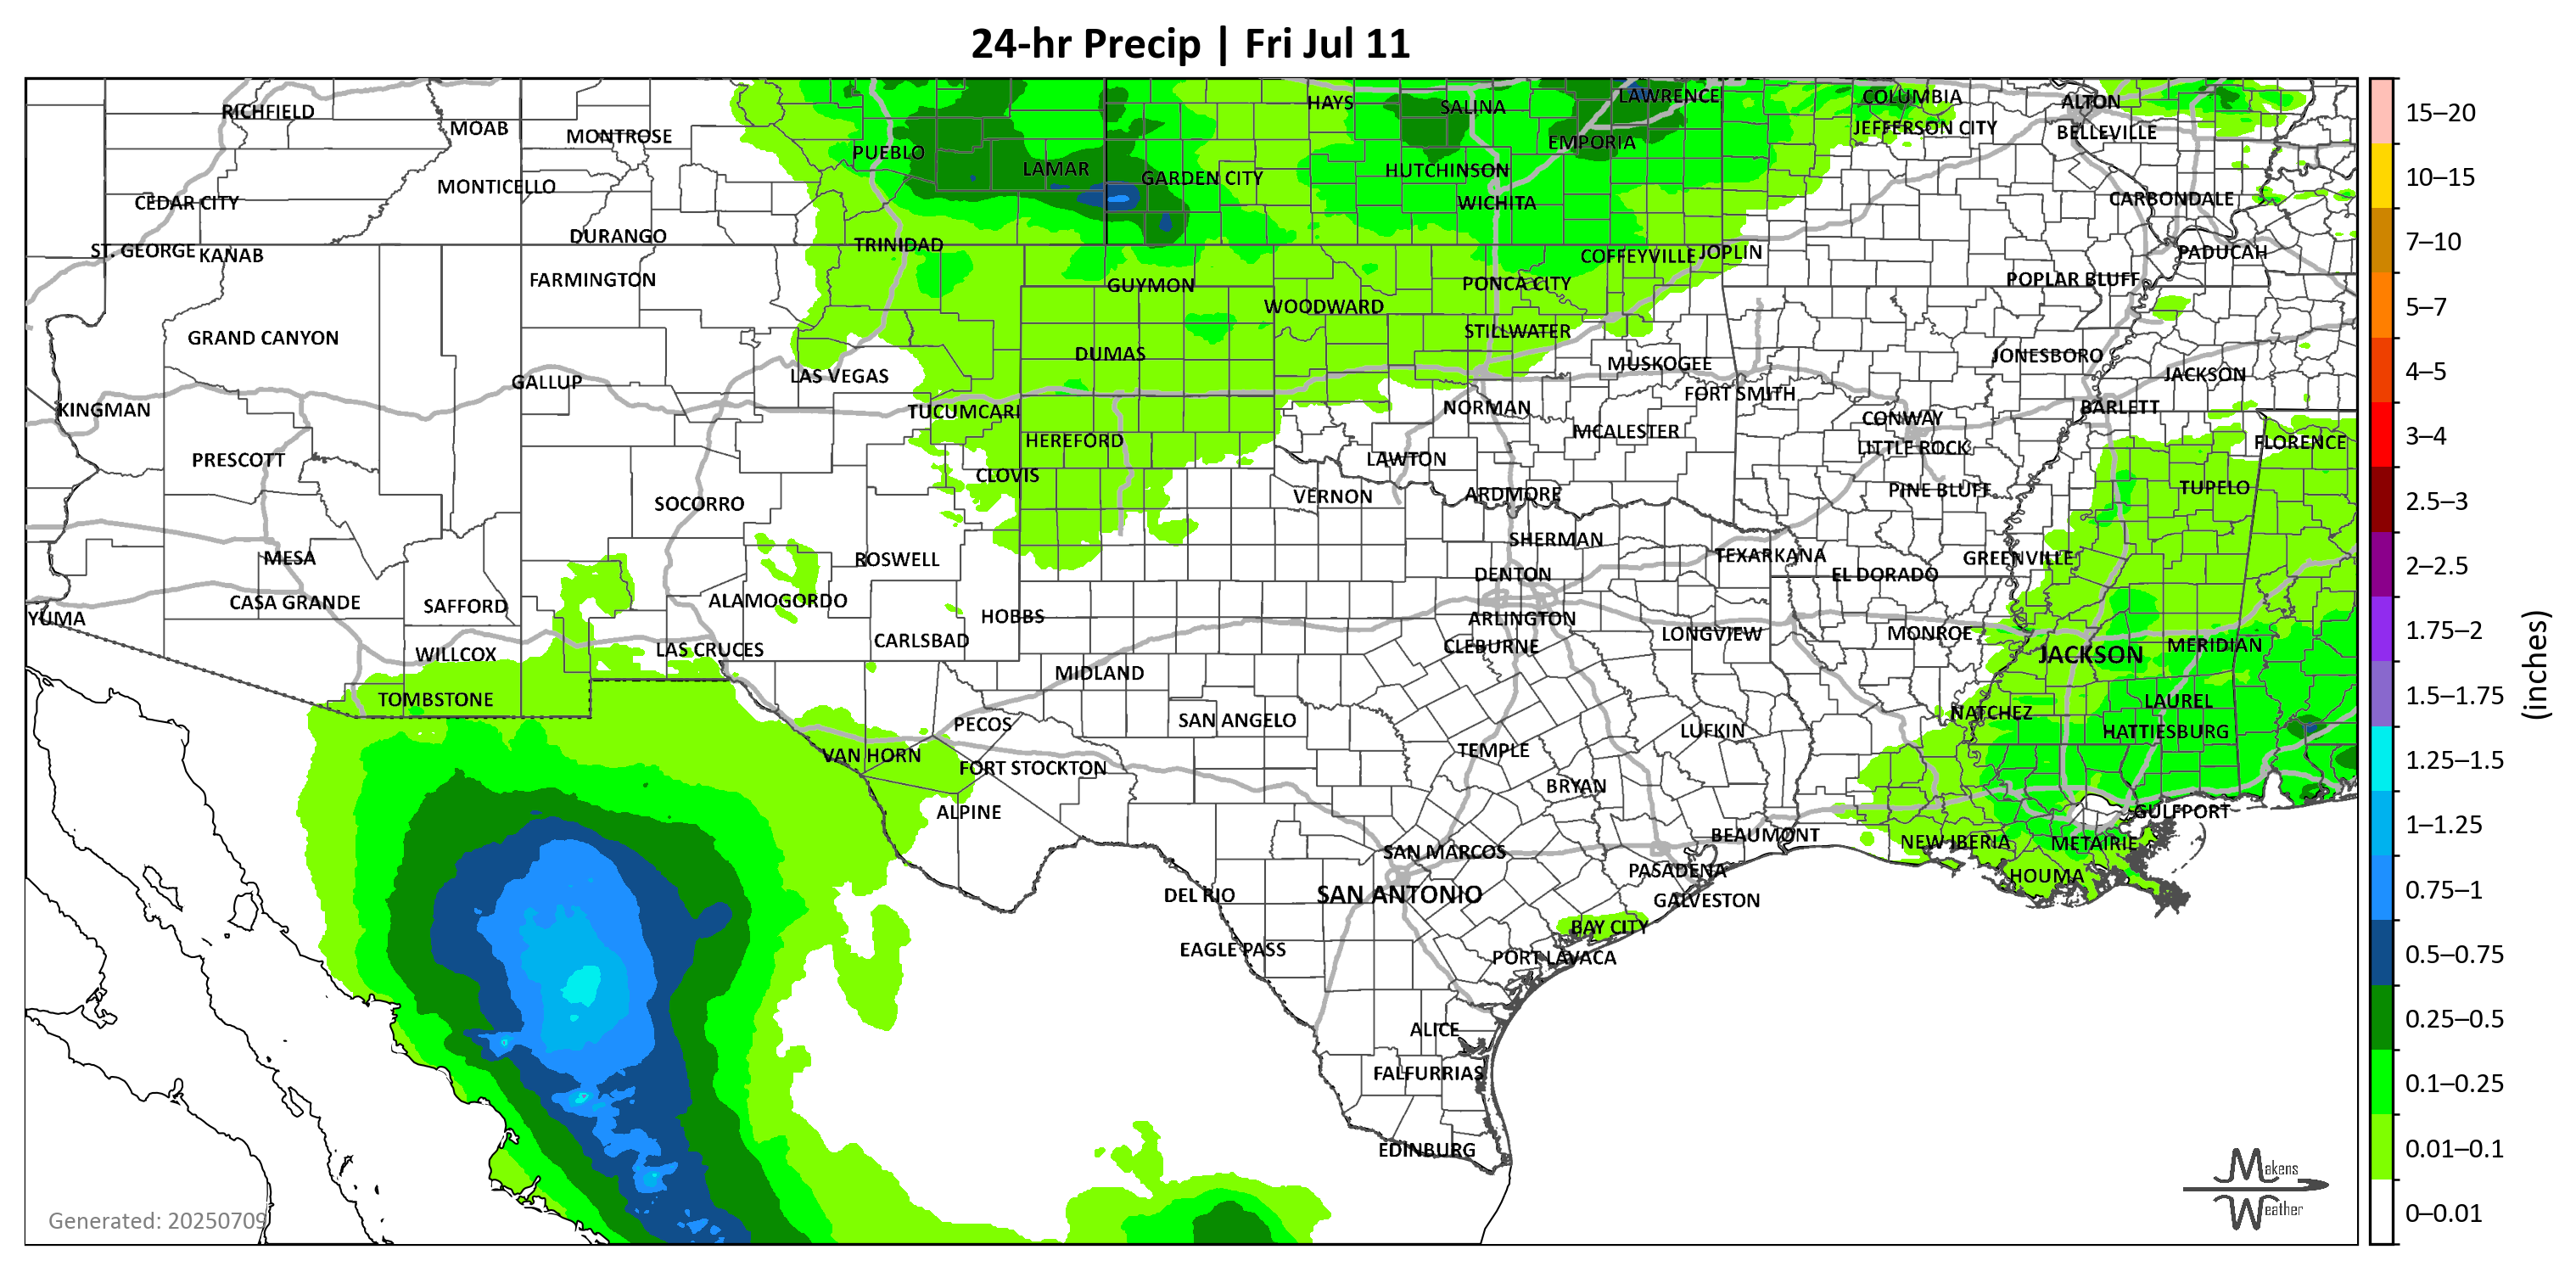 24-hr Precip | Fri Jul 11
RICHFIELD
MOAB
MONTROSE
PUEBLO
LAMAR
GARDEN CITY
HAYS
SALINA
LAWRENCE
EMPORIA
HUTCHINSON
WICHITA
COLUMBIA
JEFFERSON CITY
ALTON
BELLEVILLE
CEDAR CITY
MONTICELLO
CARBONDALE
ST. GEORGE
KANAB
DURANGO
TRINIDAD
COFFEYVILLE
JOPLIN
PADUCAH
FARMINGTON
GUYMON
PONCA CITY
POPLAR BLUFF
WOODWARD
GRAND CANYON
DUMAS
STILLWATER
MUSKOGEE
JONESBORO
JACKSON
GALLUP
LAS VEGAS
FORT SMITH
KINGMAN
TUCUMCARI
NORMAN
CONWAY
BARLETT
HEREFORD
MCALESTER
LITTLE ROCK
FLORENCE
PRESCOTT
CLOVIS
LAWTON
SOCORRO
VERNON
ARDMORE
PINE BLUFF
TUPELO
MESA
ROSWELL
SHERMAN
TEXARKANA
GREENVILLE
DENTON
EL DORADO
YUMA
CASA GRANDE
SAFFORD
ALAMOGORDO
HOBBS
ARLINGTON
WILLCOX
LAS CRUCES
CARLSBAD
CLEBURNE
LONGVIEW
MONROE
JACKSON
MERIDIAN
TOMBSTONE
MIDLAND
LAUREL
PECOS
SAN ANGELO
NATCHEZ
HATTIESBURG
VAN HORN
FORT STOCKTON
TEMPLE
LUFKIN
ALPINE
BRYAN
GULFPORT
BEAUMONT
NEW IBERIA
METAIRIE
SAN MARCOS
PASADENA
HOUMA
DEL RIO
SAN ANTONIO
GALVESTON
EAGLE PASS
BAY CITY
PORT LAVACA
ALICE
FALFURRIAS
EDINBURG
Generated: 20250709
Makens
Weather
15–20
10–15
7–10
5–7
4–5
3–4
2.5–3
2–2.5
1.75–2
1.5–1.75
1.25–1.5
1–1.25
0.75–1
0.5–0.75
0.25–0.5
0.1–0.25
0.01–0.1
0–0.01
(inches)